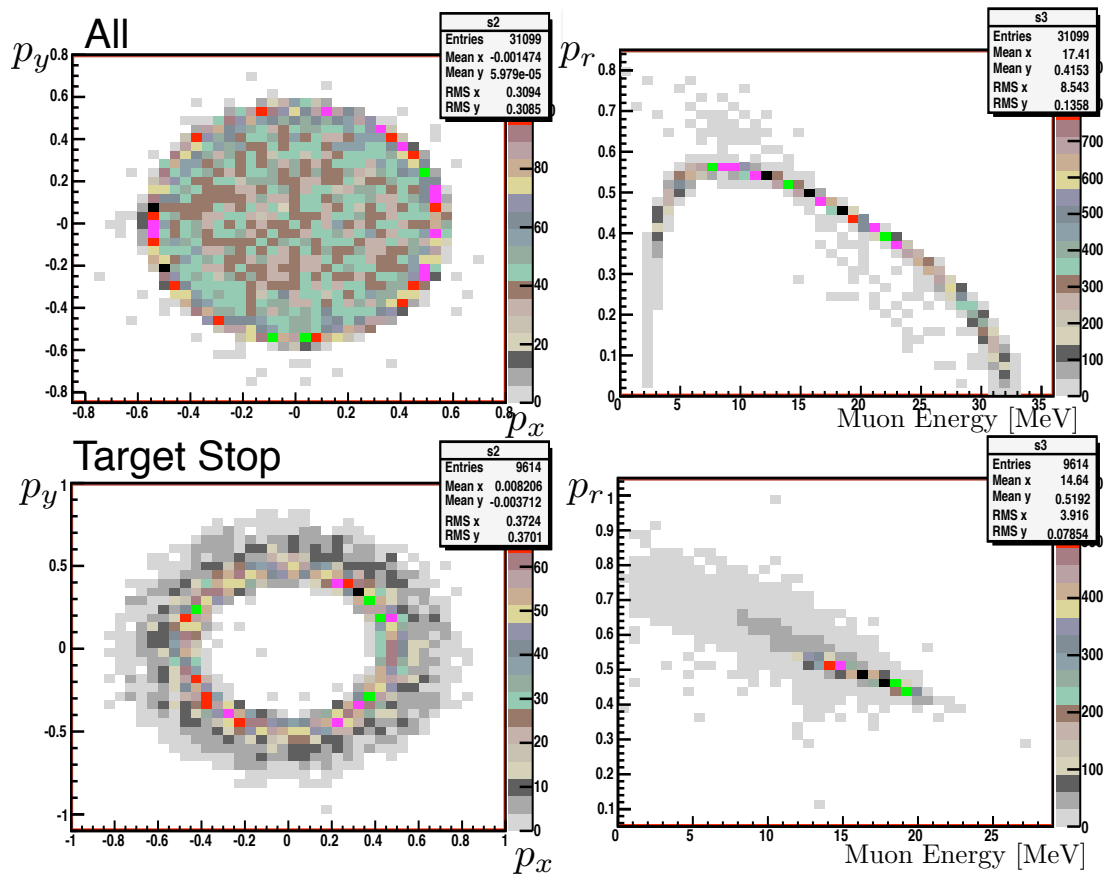 All
p_y
s2
Entries 31099
Mean x -0.001474
Mean y 5.979e-05
RMS x 0.3094
RMS y 0.3085
0.8
0.6
0.4
0.2
-0
-0.2
-0.4
-0.6
-0.8
-0.8 -0.6 -0.4 -0.2 -0 0.2 0.4 0.6 0.8
p_x
80
60
40
20
0
p_r
s3
Entries 31099
Mean x 17.41
Mean y 0.4153
RMS x 8.543
RMS y 0.1358
0.8
0.7
0.6
0.5
0.4
0.3
0.2
0.1
0
0 5 10 15 20 25 30 35
Muon Energy [MeV]
700
600
500
400
300
200
100
0
Target Stop
p_y
s2
Entries 9614
Mean x 0.008206
Mean y -0.003712
RMS x 0.3724
RMS y 0.3701
1
0.5
0
-0.5
-1
-1 -0.8 -0.6 -0.4 -0.2 0 0.2 0.4 0.6 0.8 1
p_x
60
50
40
30
20
10
0
p_r
s3
Entries 9614
Mean x 14.64
Mean y 0.5192
RMS x 3.916
RMS y 0.07854
1
0.9
0.8
0.7
0.6
0.5
0.4
0.3
0.2
0.1
0 5 10 15 20 25
Muon Energy [MeV]
400
300
200
100
0